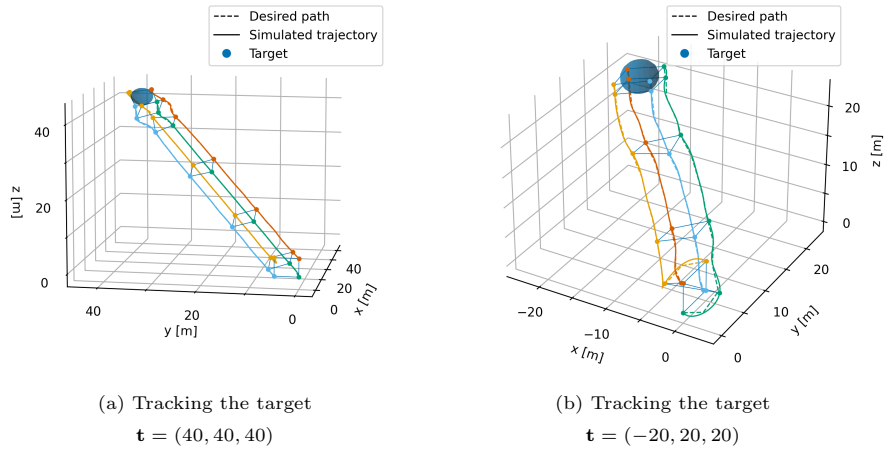 Desired path
Simulated trajectory
Target
40
20
0
z [m]
40
20
0
y [m]
0
20
40
x [m]
(a) Tracking the target
t = (40, 40, 40)
Desired path
Simulated trajectory
Target
20
10
0
z [m]
−20
−10
0
x [m]
0
10
20
y [m]
(b) Tracking the target
t = (−20, 20, 20)